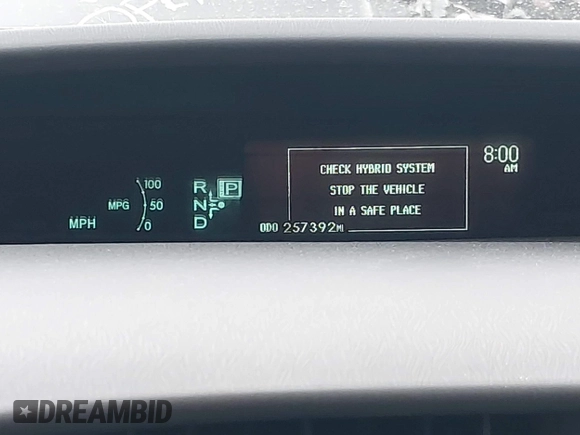 CHECK HYBRID SYSTEM
STOP THE VEHICLE
IN A SAFE PLACE
8:00
AM
100
MPG 50
0
MPH
R P
N
D
ODO 257392MI
DREAMBID